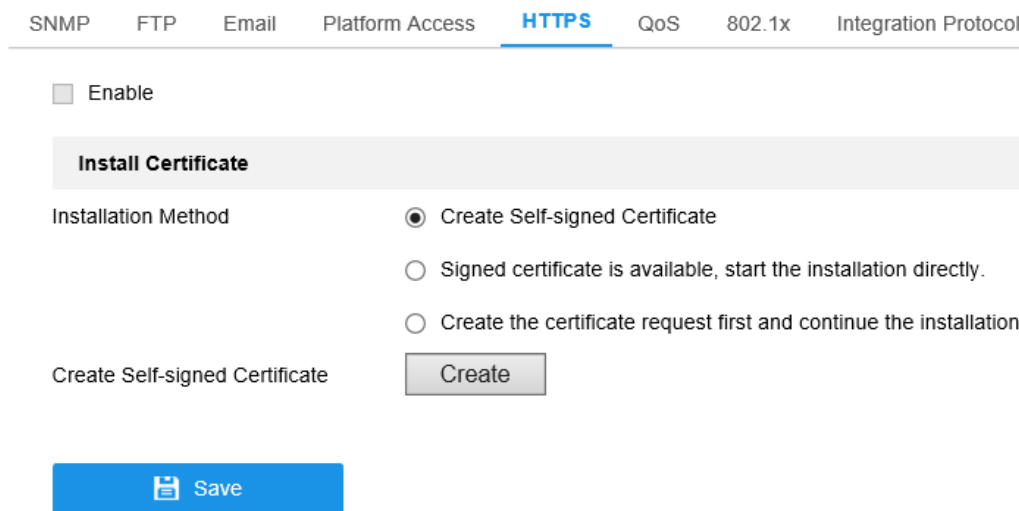 SNMP FTP Email Platform Access HTTPS QoS 802.1x Integration Protocol
Enable
Install Certificate
Installation Method Create Self-signed Certificate
Signed certificate is available, start the installation directly.
Create the certificate request first and continue the installation
Create Self-signed Certificate Create
Save